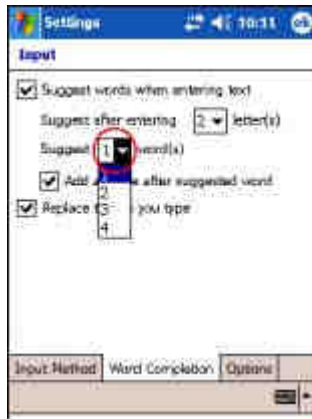 Settings 10:11 ok
Input
Suggest words when entering text
Suggest after entering 2 letter(s)
Suggest 1 word(s)
Add after suggested word
2
Replace 3 you type
4
Input Method Word Completion Options